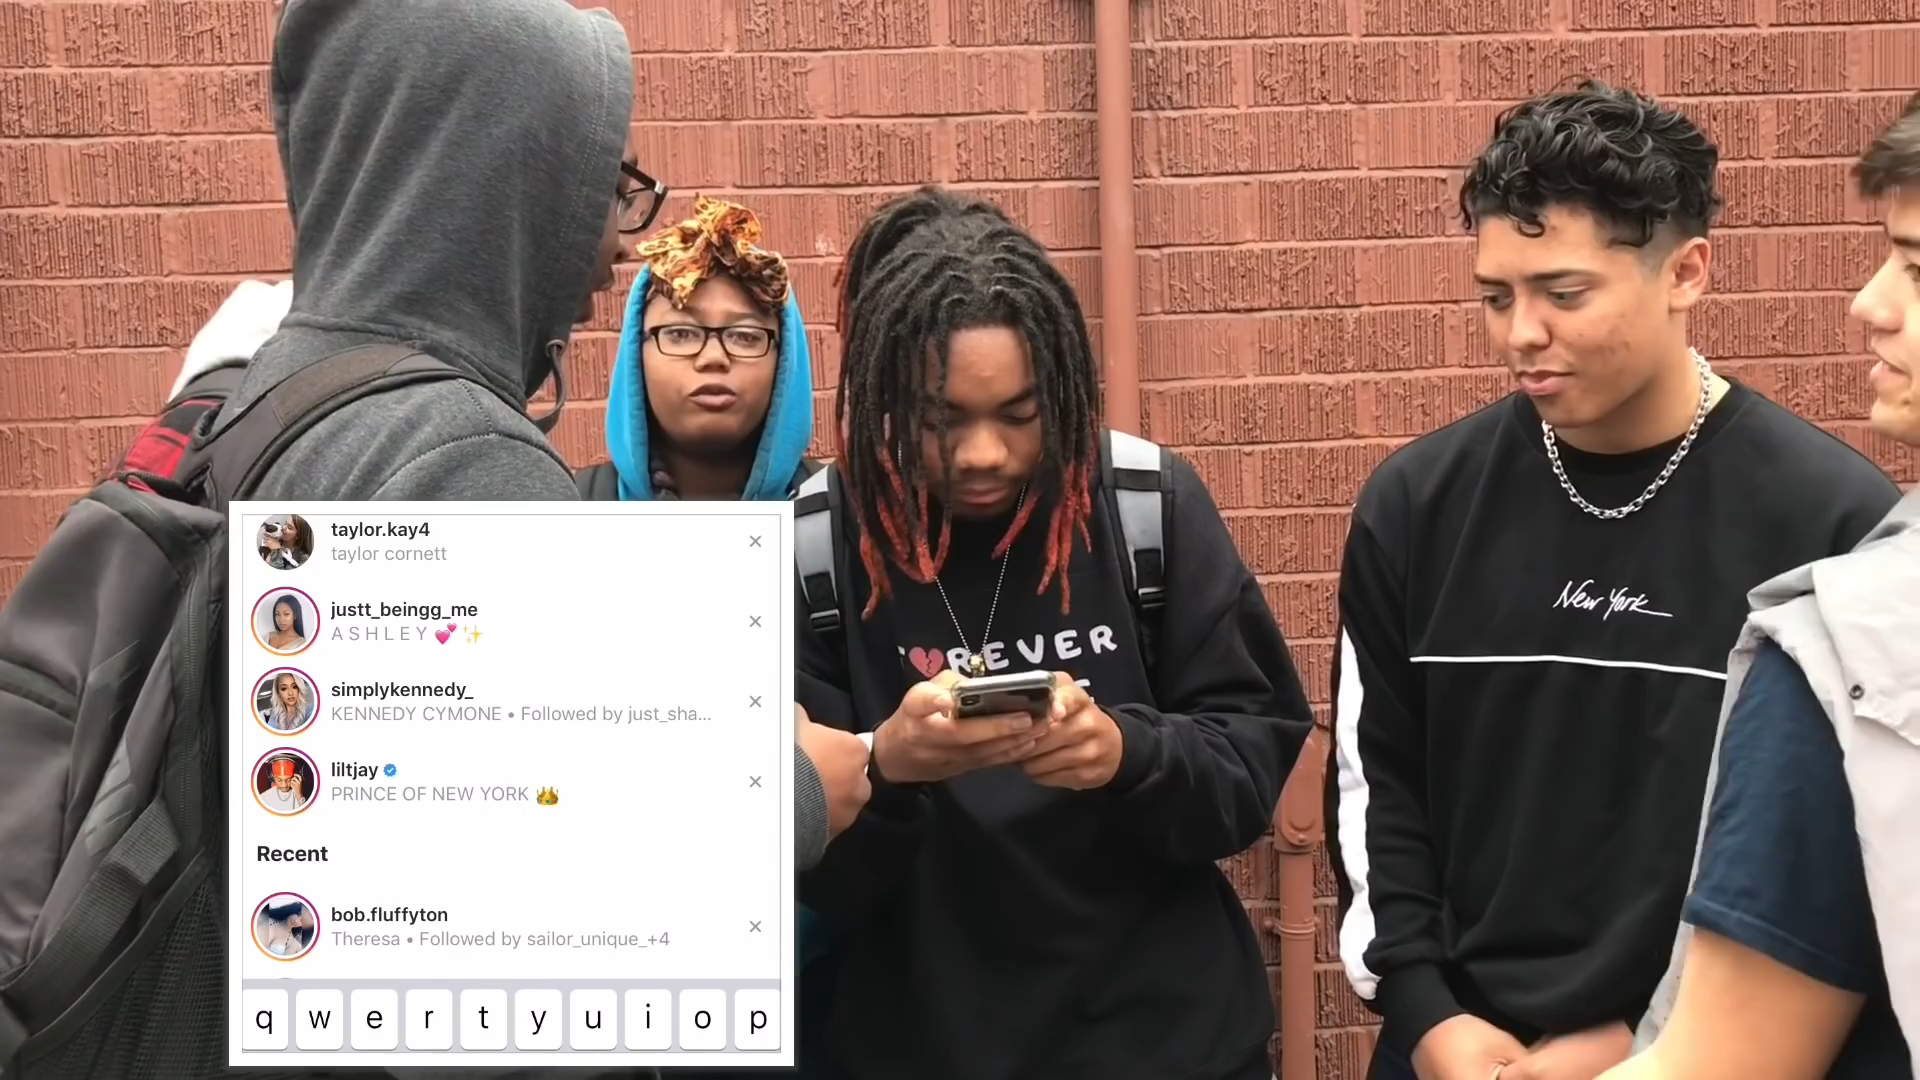 taylor.kay4
taylor cornett
justt_beingg_me
A S H L E Y 💕✨
simplykennedy_
KENNEDY CYMONE • Followed by just_sha...
liltjay
PRINCE OF NEW YORK 👑
Recent
bob.fluffyton
Theresa • Followed by sailor_unique_+4
q w e r t y u i o p
F💔REVER
New York